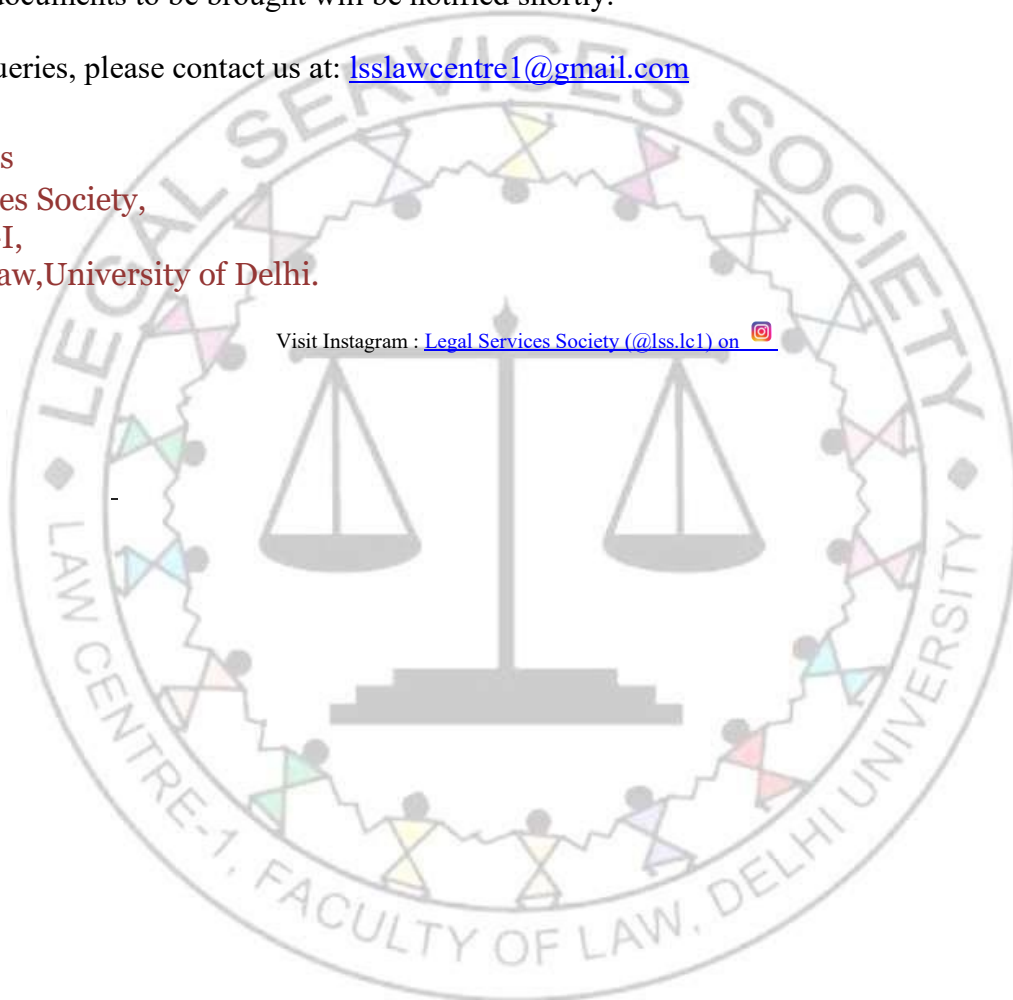 documents to be brought will be notified shortly.
ueries, please contact us at: lsslawcentre1@gmail.com
s
es Society,
I,
aw,University of Delhi.
Visit Instagram : Legal Services Society (@lss.lc1) on
-
LEGAL SERVICES SOCIETY
LAW CENTRE-1, FACULTY OF LAW, DELHI UNIVERSITY